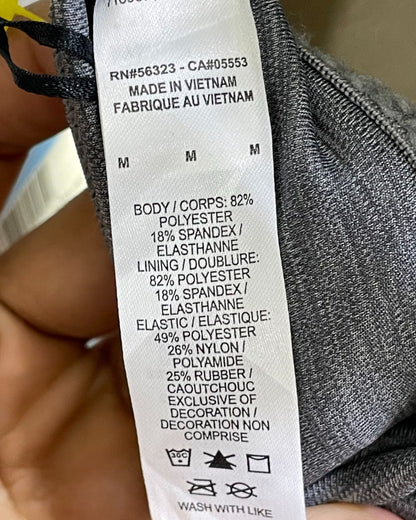 RN#56323 - CA#05553
MADE IN VIETNAM
FABRIQUE AU VIETNAM
M M M
BODY / CORPS: 82%
POLYESTER
18% SPANDEX /
ELASTHANNE
LINING / DOUBLURE:
82% POLYESTER
18% SPANDEX /
ELASTHANNE
ELASTIC / ELASTIQUE:
49% POLYESTER
26% NYLON /
POLYAMIDE
25% RUBBER /
CAOUTCHOUC
EXCLUSIVE OF
DECORATION /
DECORATION NON
COMPRISE
30C
WASH WITH LIKE